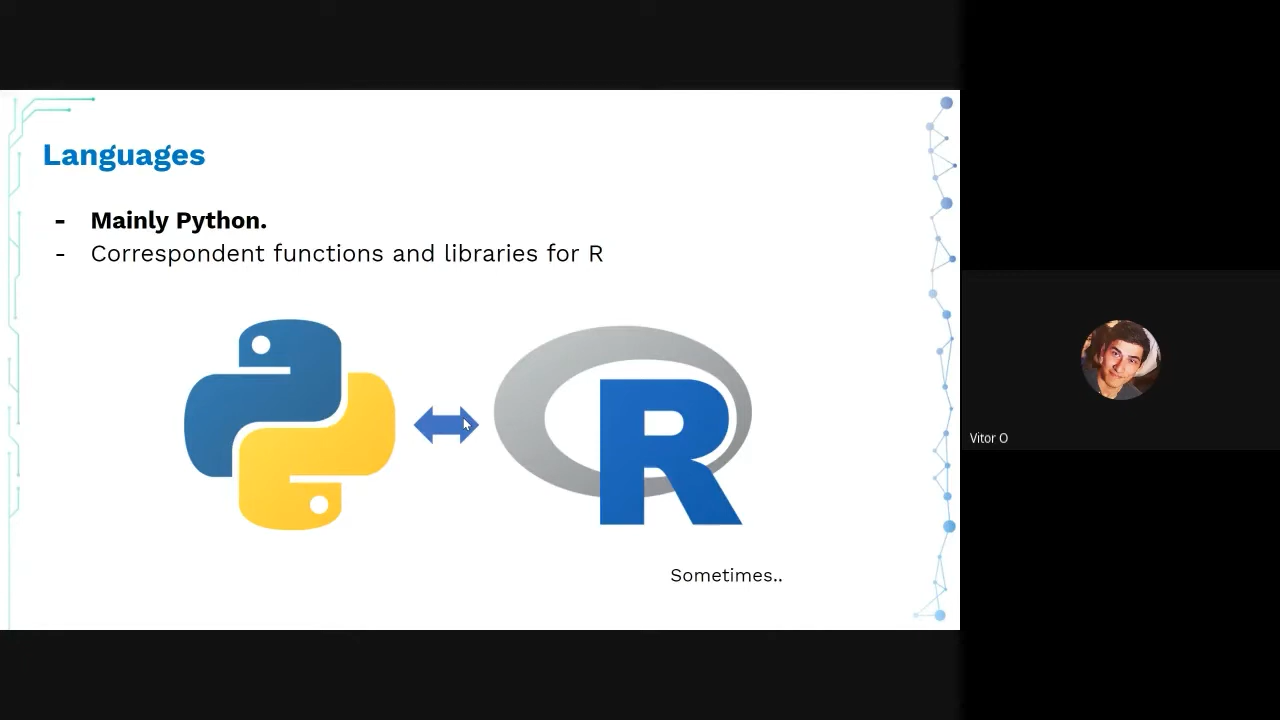 Languages
- Mainly Python.
- Correspondent functions and libraries for R
R
Sometimes..
Vitor O